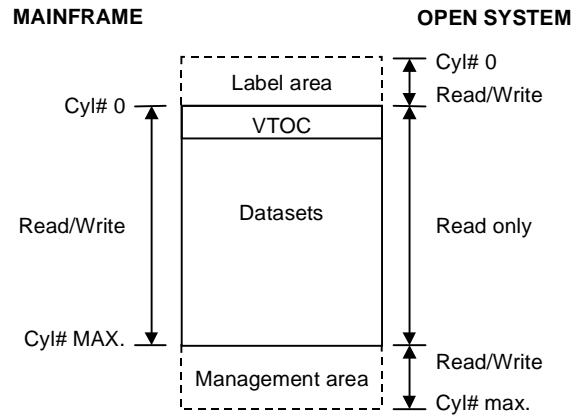 MAINFRAME
OPEN SYSTEM
Cyl# 0
Label area
Read/Write
Cyl# 0
VTOC
Datasets
Read/Write
Read only
Cyl# MAX.
Read/Write
Management area
Cyl# max.